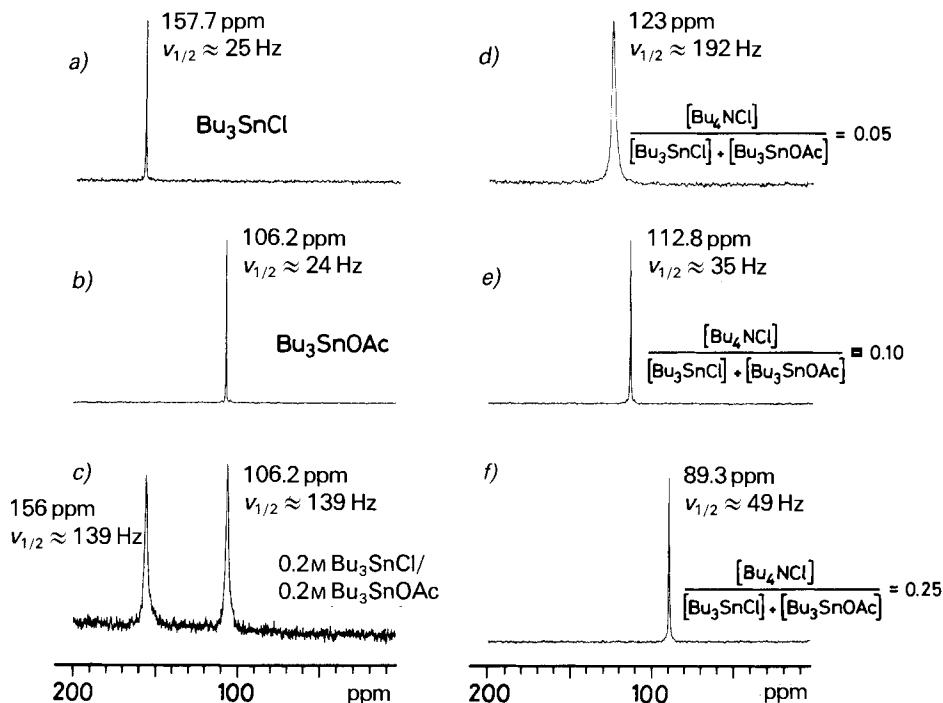 a)
157.7 ppm
ν1/2 ≈ 25 Hz
Bu3SnCl
b)
106.2 ppm
ν1/2 ≈ 24 Hz
Bu3SnOAc
c)
156 ppm
ν1/2 ≈ 139 Hz
106.2 ppm
ν1/2 ≈ 139 Hz
0.2M Bu3SnCl/
0.2M Bu3SnOAc
200 100 ppm
d)
123 ppm
ν1/2 ≈ 192 Hz
[Bu4NCl]
[Bu3SnCl] + [Bu3SnOAc]
= 0.05
e)
112.8 ppm
ν1/2 ≈ 35 Hz
[Bu4NCl]
[Bu3SnCl] + [Bu3SnOAc]
= 0.10
f)
89.3 ppm
ν1/2 ≈ 49 Hz
[Bu4NCl]
[Bu3SnCl] + [Bu3SnOAc]
= 0.25
200 100 ppm